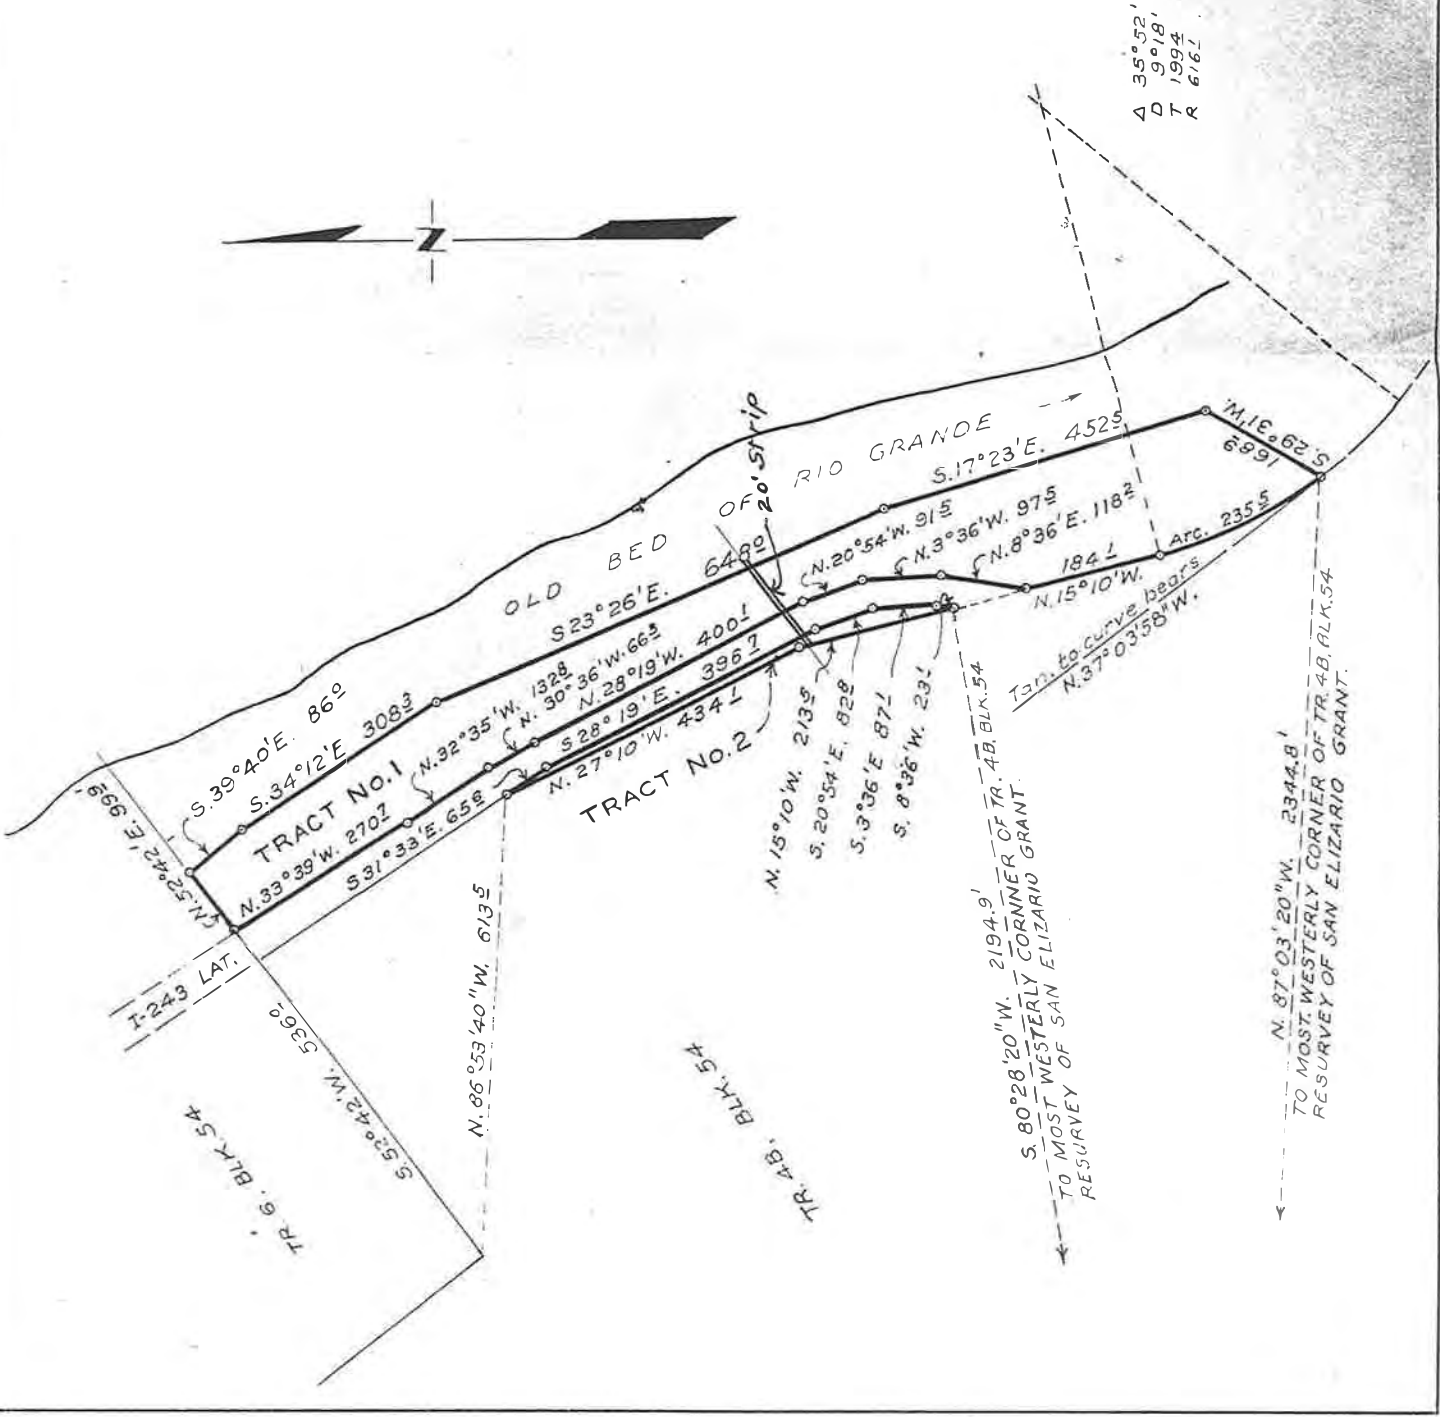 Δ 35°52'
D 9°18'
T 199.4
R 616.1
N
OLD BED OF RIO GRANDE
20' Strip
S.29°31'W.
168.9
S.17°23'E. 452.5
S23°26'E. 648.0
S.34°12'E 308.3
S.39°40'E. 86.0
N.52°42'E. 99.9'
TRACT NO.1
N.33°39'W. 270.7
N.32°35'W. 132.8
N.30°36'W. 66.3
N.28°19'W. 400.1
N.20°54'W. 91.5
N.3°36'W. 97.5
N.8°36'E. 118.2
184.1
N.15°10'W.
Arc. 235.5
Tan. to curve bears
N.37°03'58"W.
S31°33'E. 65.8
S28°19'E. 396.7
N.27°10'W. 434.1
TRACT NO.2
N.15°10'W. 213.5
S.20°54'E. 82.8
S.3°36'E 87.1
S.8°36'W. 23.1
I-243 LAT.
536.0
S.52°42'W.
N.86°53'40"W. 613.5
TR. 6, BLK.54
TR.4B, BLK.54
S.80°28'20"W. 2194.9'
TO MOST WESTERLY CORNNER OF TR.4B, BLK.54
RESURVEY OF SAN ELIZARIO GRANT.
N.87°03'20"W. 2344.8'
TO MOST WESTERLY CORNER OF TR.4B, BLK.54
RESURVEY OF SAN ELIZARIO GRANT.